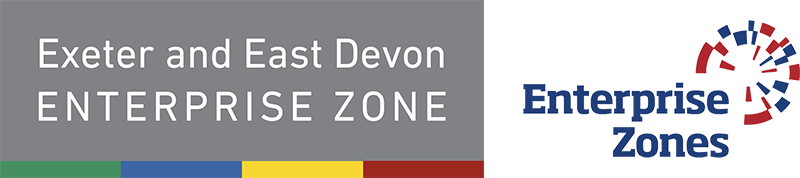 Exeter and East Devon
ENTERPRISE ZONE
Enterprise
Zones